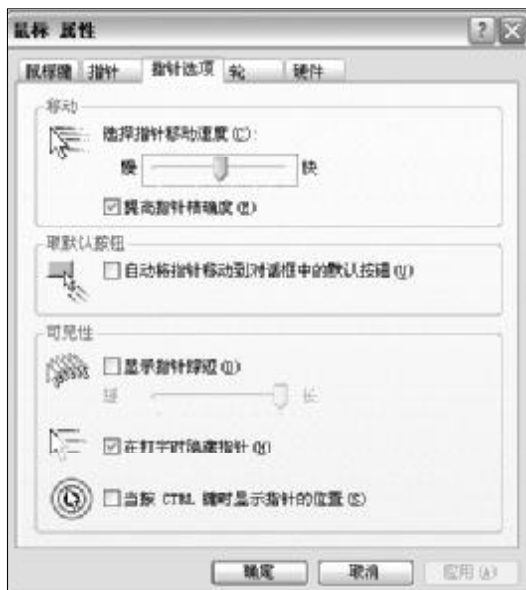 鼠标 属性
鼠标键 指针 指针选项 轮 硬件
移动
选择指针移动速度(C):
慢 快
提高指针精确度(E)
取默认按钮
自动将指针移动到对话框中的默认按钮(U)
可见性
显示指针踪迹(D)
短 长
在打字时隐藏指针(H)
当按 CTRL 键时显示指针的位置(S)
确定 取消 应用(A)